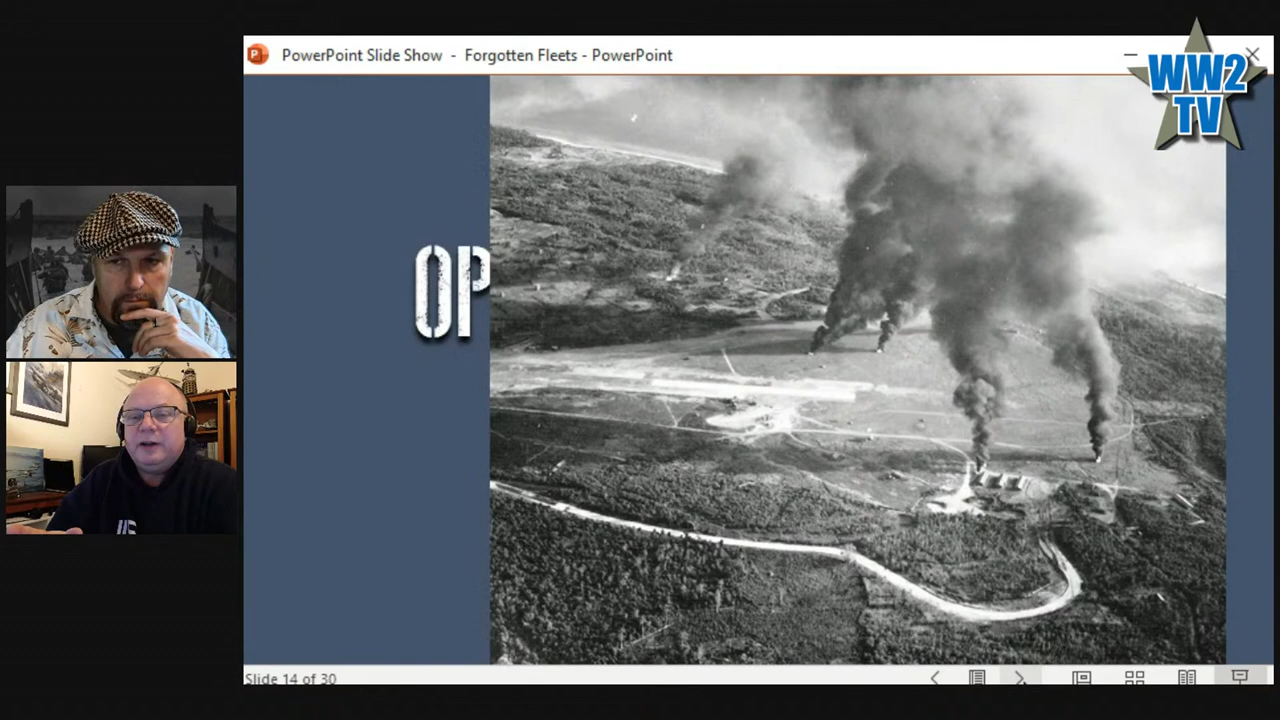 PowerPoint Slide Show - Forgotten Fleets - PowerPoint
WW2
TV
OP
Slide 14 of 30